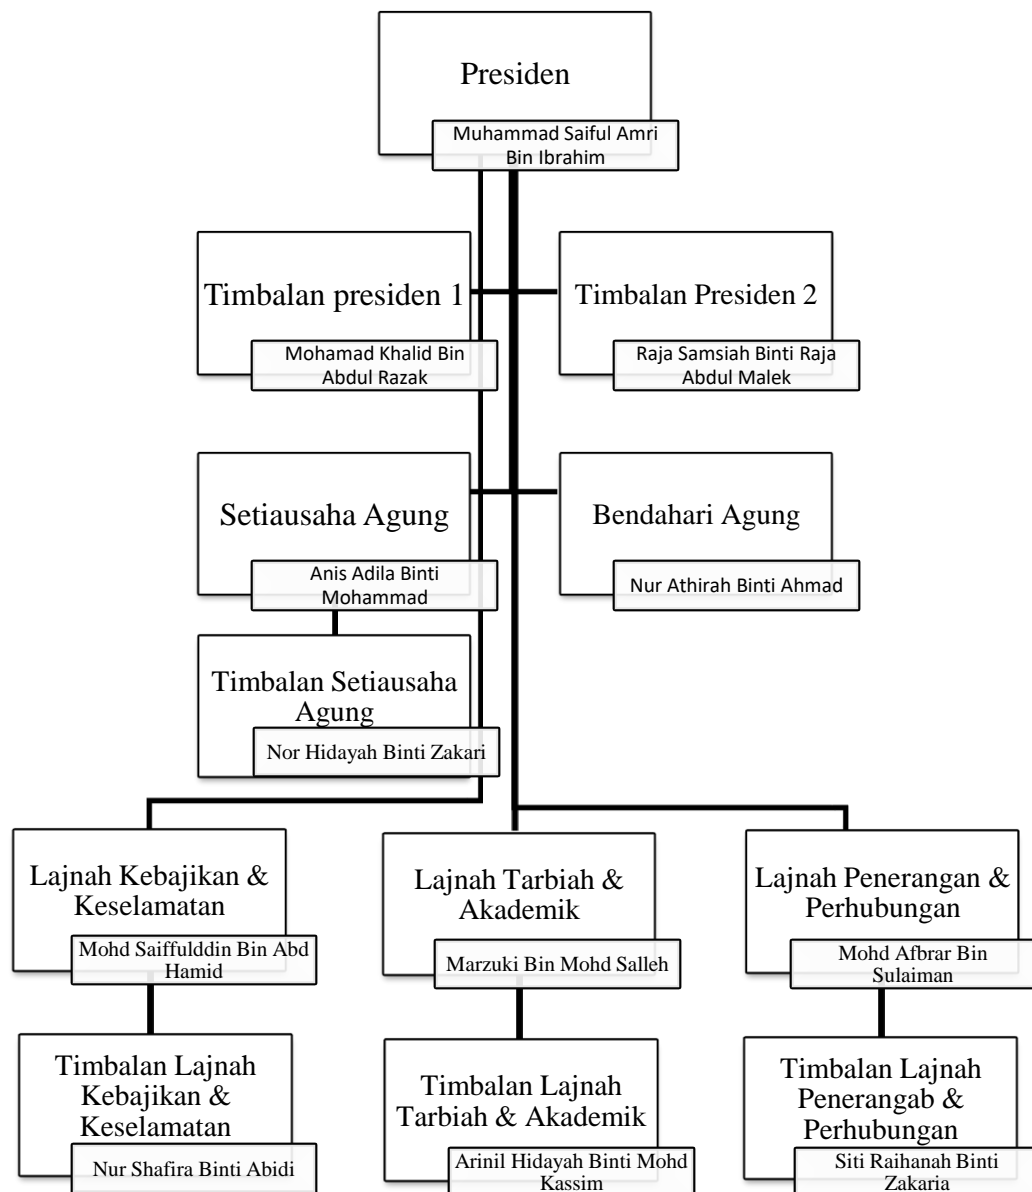 Presiden
Muhammad Saiful Amri
Bin Ibrahim
Timbalan presiden 1
Mohamad Khalid Bin
Abdul Razak
Timbalan Presiden 2
Raja Samsiah Binti Raja
Abdul Malek
Setiausaha Agung
Anis Adila Binti
Mohammad
Bendahari Agung
Nur Athirah Binti Ahmad
Timbalan Setiausaha
Agung
Nor Hidayah Binti Zakari
Lajnah Kebajikan &
Keselamatan
Mohd Saiffulddin Bin Abd
Hamid
Lajnah Tarbiah &
Akademik
Marzuki Bin Mohd Salleh
Lajnah Penerangan &
Perhubungan
Mohd Afbrar Bin
Sulaiman
Timbalan Lajnah
Kebajikan &
Keselamatan
Nur Shafira Binti Abidi
Timbalan Lajnah
Tarbiah & Akademik
Arinil Hidayah Binti Mohd
Kassim
Timbalan Lajnah
Penerangab &
Perhubungan
Siti Raihanah Binti
Zakaria